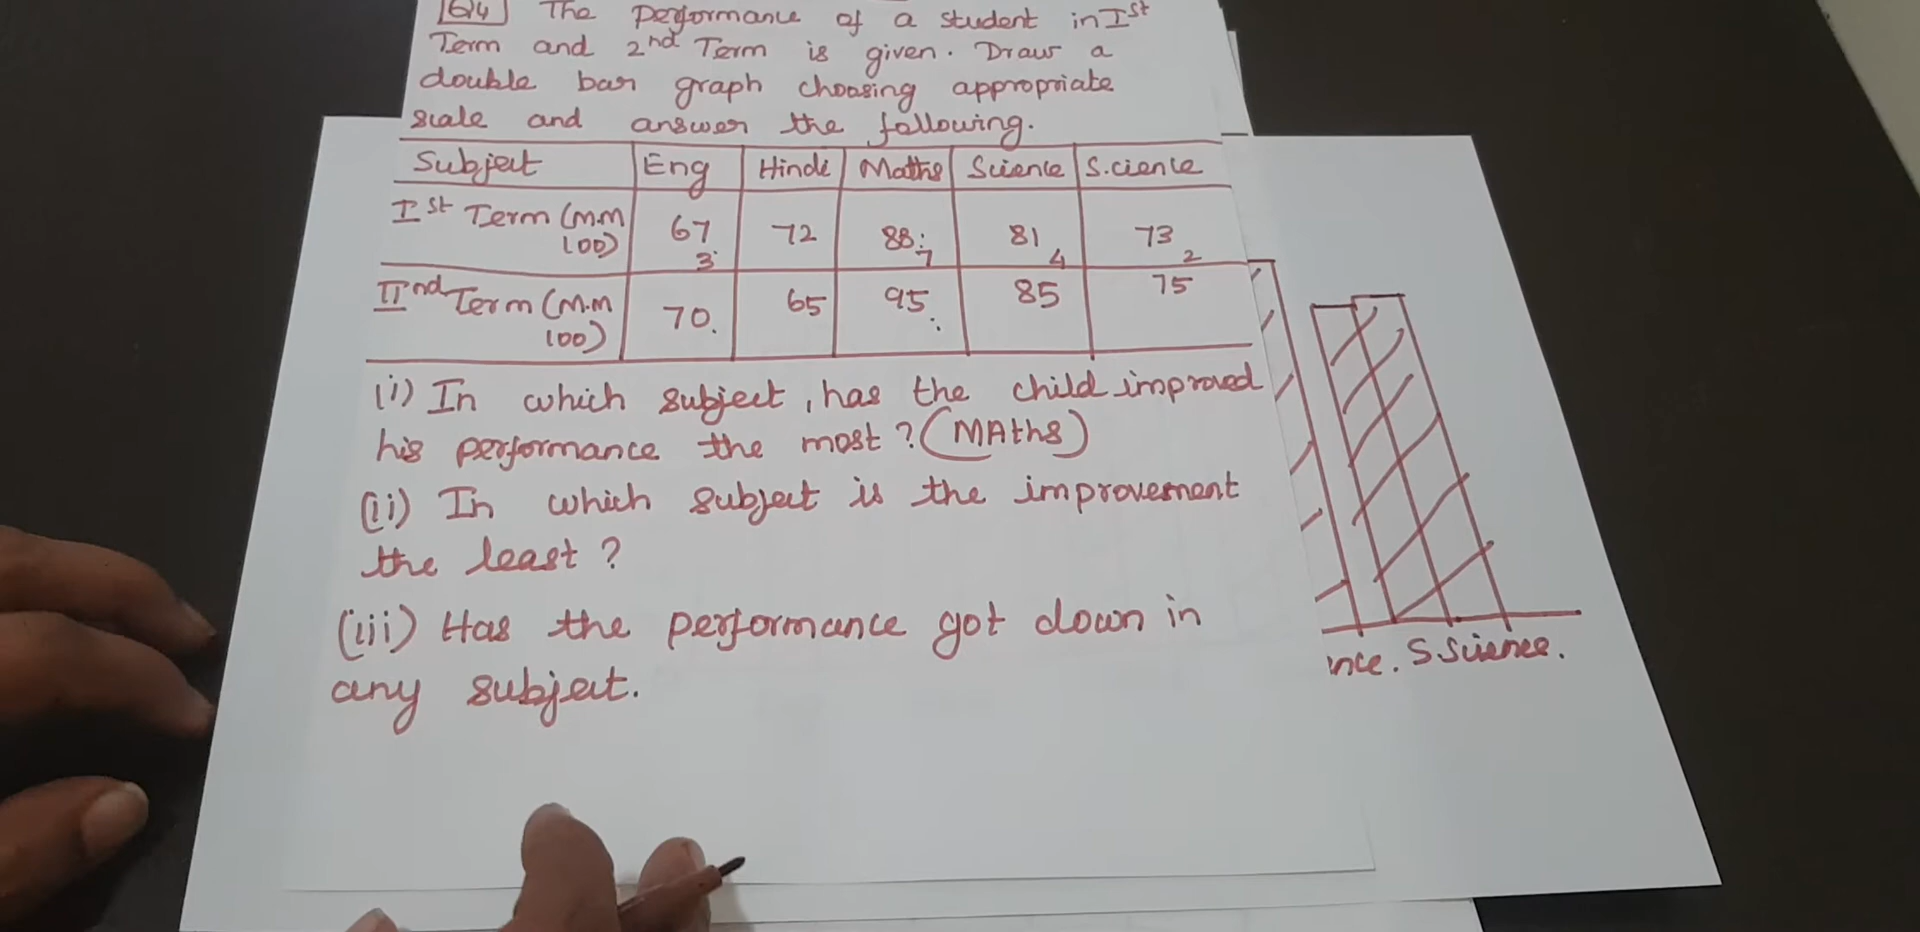 Q.4 The performance of a student in Ist
Term and 2nd Term is given. Draw a
double bar graph choosing appropriate
scale and answer the following.
Subject Eng Hindi Maths Science S.cience
Ist Term (M.M 100) 67 72 88 81 73
3 7 4 2
IInd Term (M.M 100) 70 65 95 85 75
(i) In which subject, has the child improved
his performance the most? (MAths)
(ii) In which subject is the improvement
the least?
(iii) Has the performance got down in
any subject.
nce. S.Science.